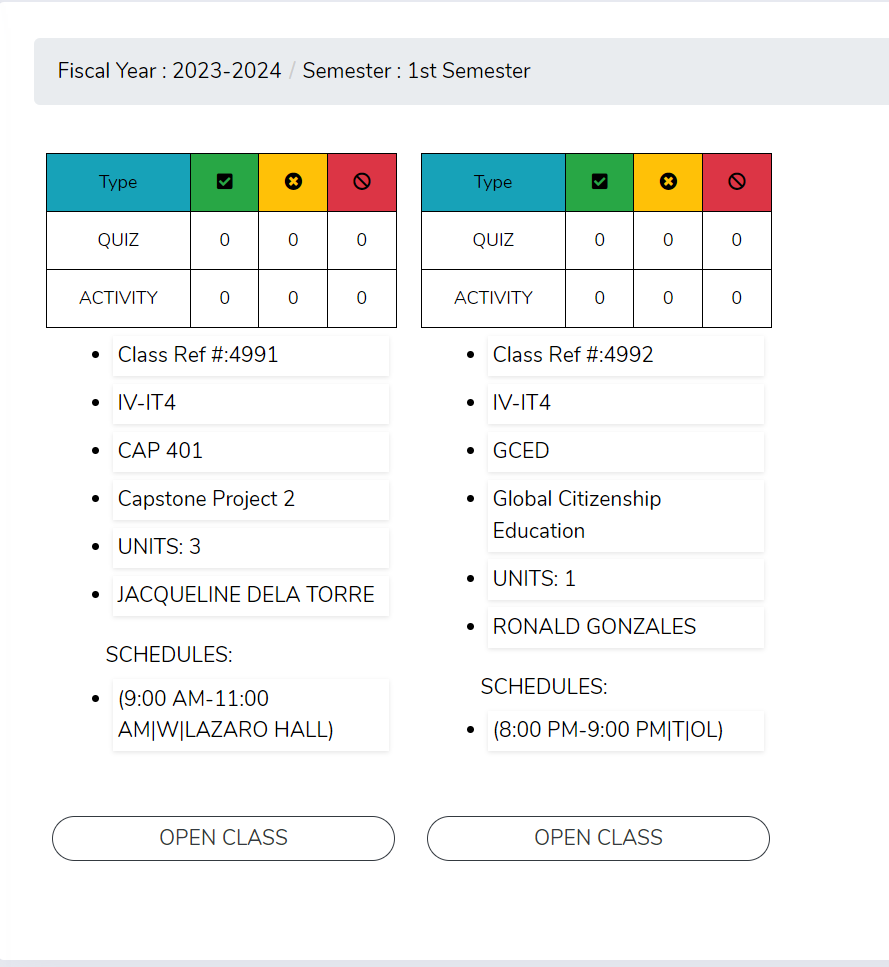 Fiscal Year : 2023-2024 / Semester : 1st Semester
Type
QUIZ 0 0 0
ACTIVITY 0 0 0
Class Ref #:4991
IV-IT4
CAP 401
Capstone Project 2
UNITS: 3
JACQUELINE DELA TORRE
SCHEDULES:
(9:00 AM-11:00
AM|W|LAZARO HALL)
OPEN CLASS
Type
QUIZ 0 0 0
ACTIVITY 0 0 0
Class Ref #:4992
IV-IT4
GCED
Global Citizenship
Education
UNITS: 1
RONALD GONZALES
SCHEDULES:
(8:00 PM-9:00 PM|T|OL)
OPEN CLASS